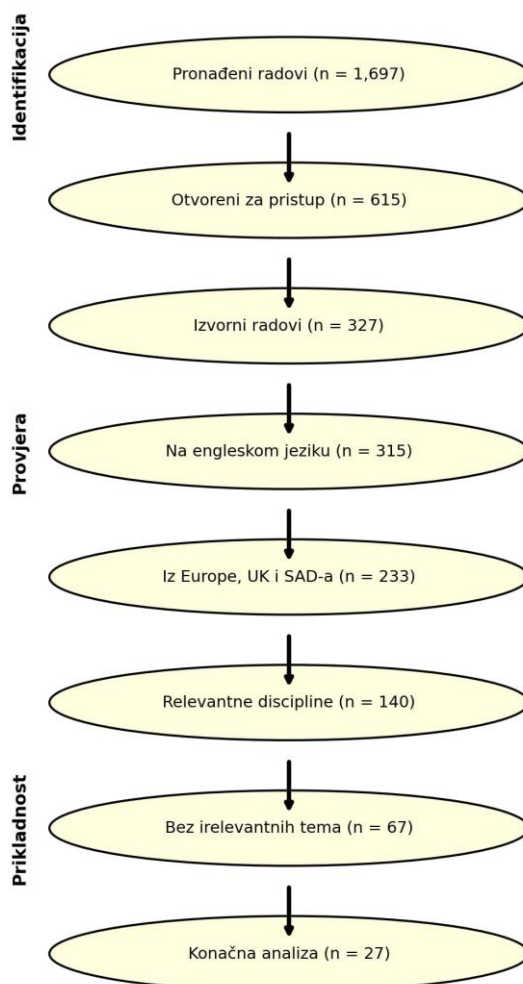 Identifikacija
Pronađeni radovi (n = 1,697)
Otvoreni za pristup (n = 615)
Izvorni radovi (n = 327)
Provjera
Na engleskom jeziku (n = 315)
Iz Europe, UK i SAD-a (n = 233)
Relevantne discipline (n = 140)
Prikladnost
Bez irelevantnih tema (n = 67)
Konačna analiza (n = 27)